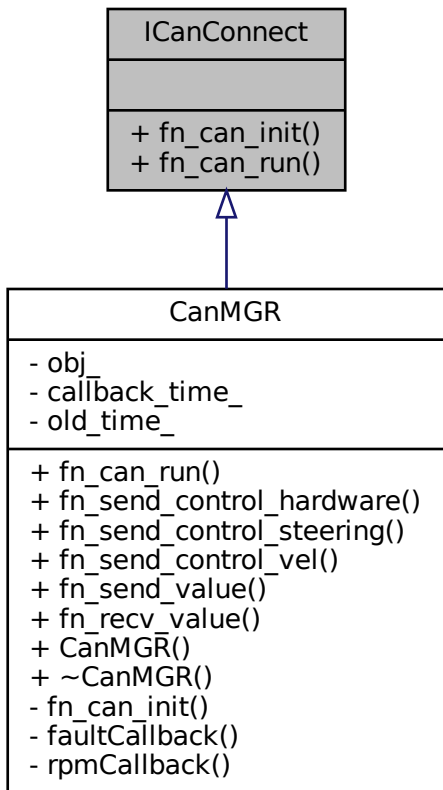 ICanConnect
+ fn_can_init()
+ fn_can_run()
CanMGR
- obj_
- callback_time_
- old_time_
+ fn_can_run()
+ fn_send_control_hardware()
+ fn_send_control_steering()
+ fn_send_control_vel()
+ fn_send_value()
+ fn_recv_value()
+ CanMGR()
+ ~CanMGR()
- fn_can_init()
- faultCallback()
- rpmCallback()